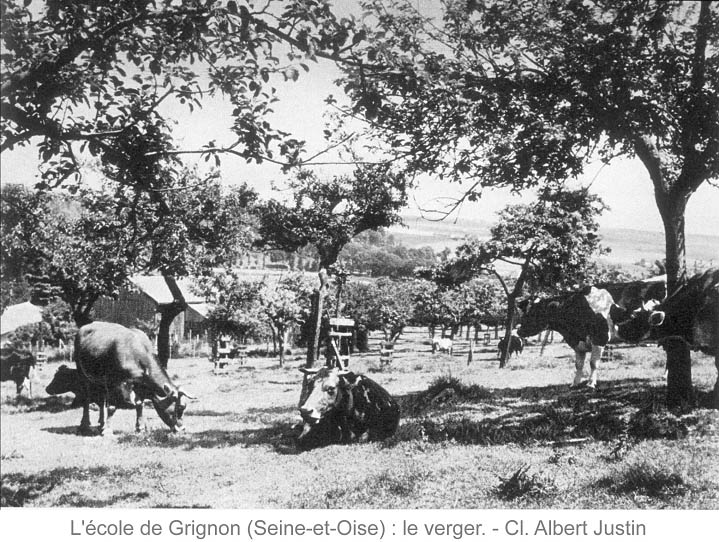 L'école de Grignon (Seine-et-Oise) : le verger. - Cl. Albert Justin